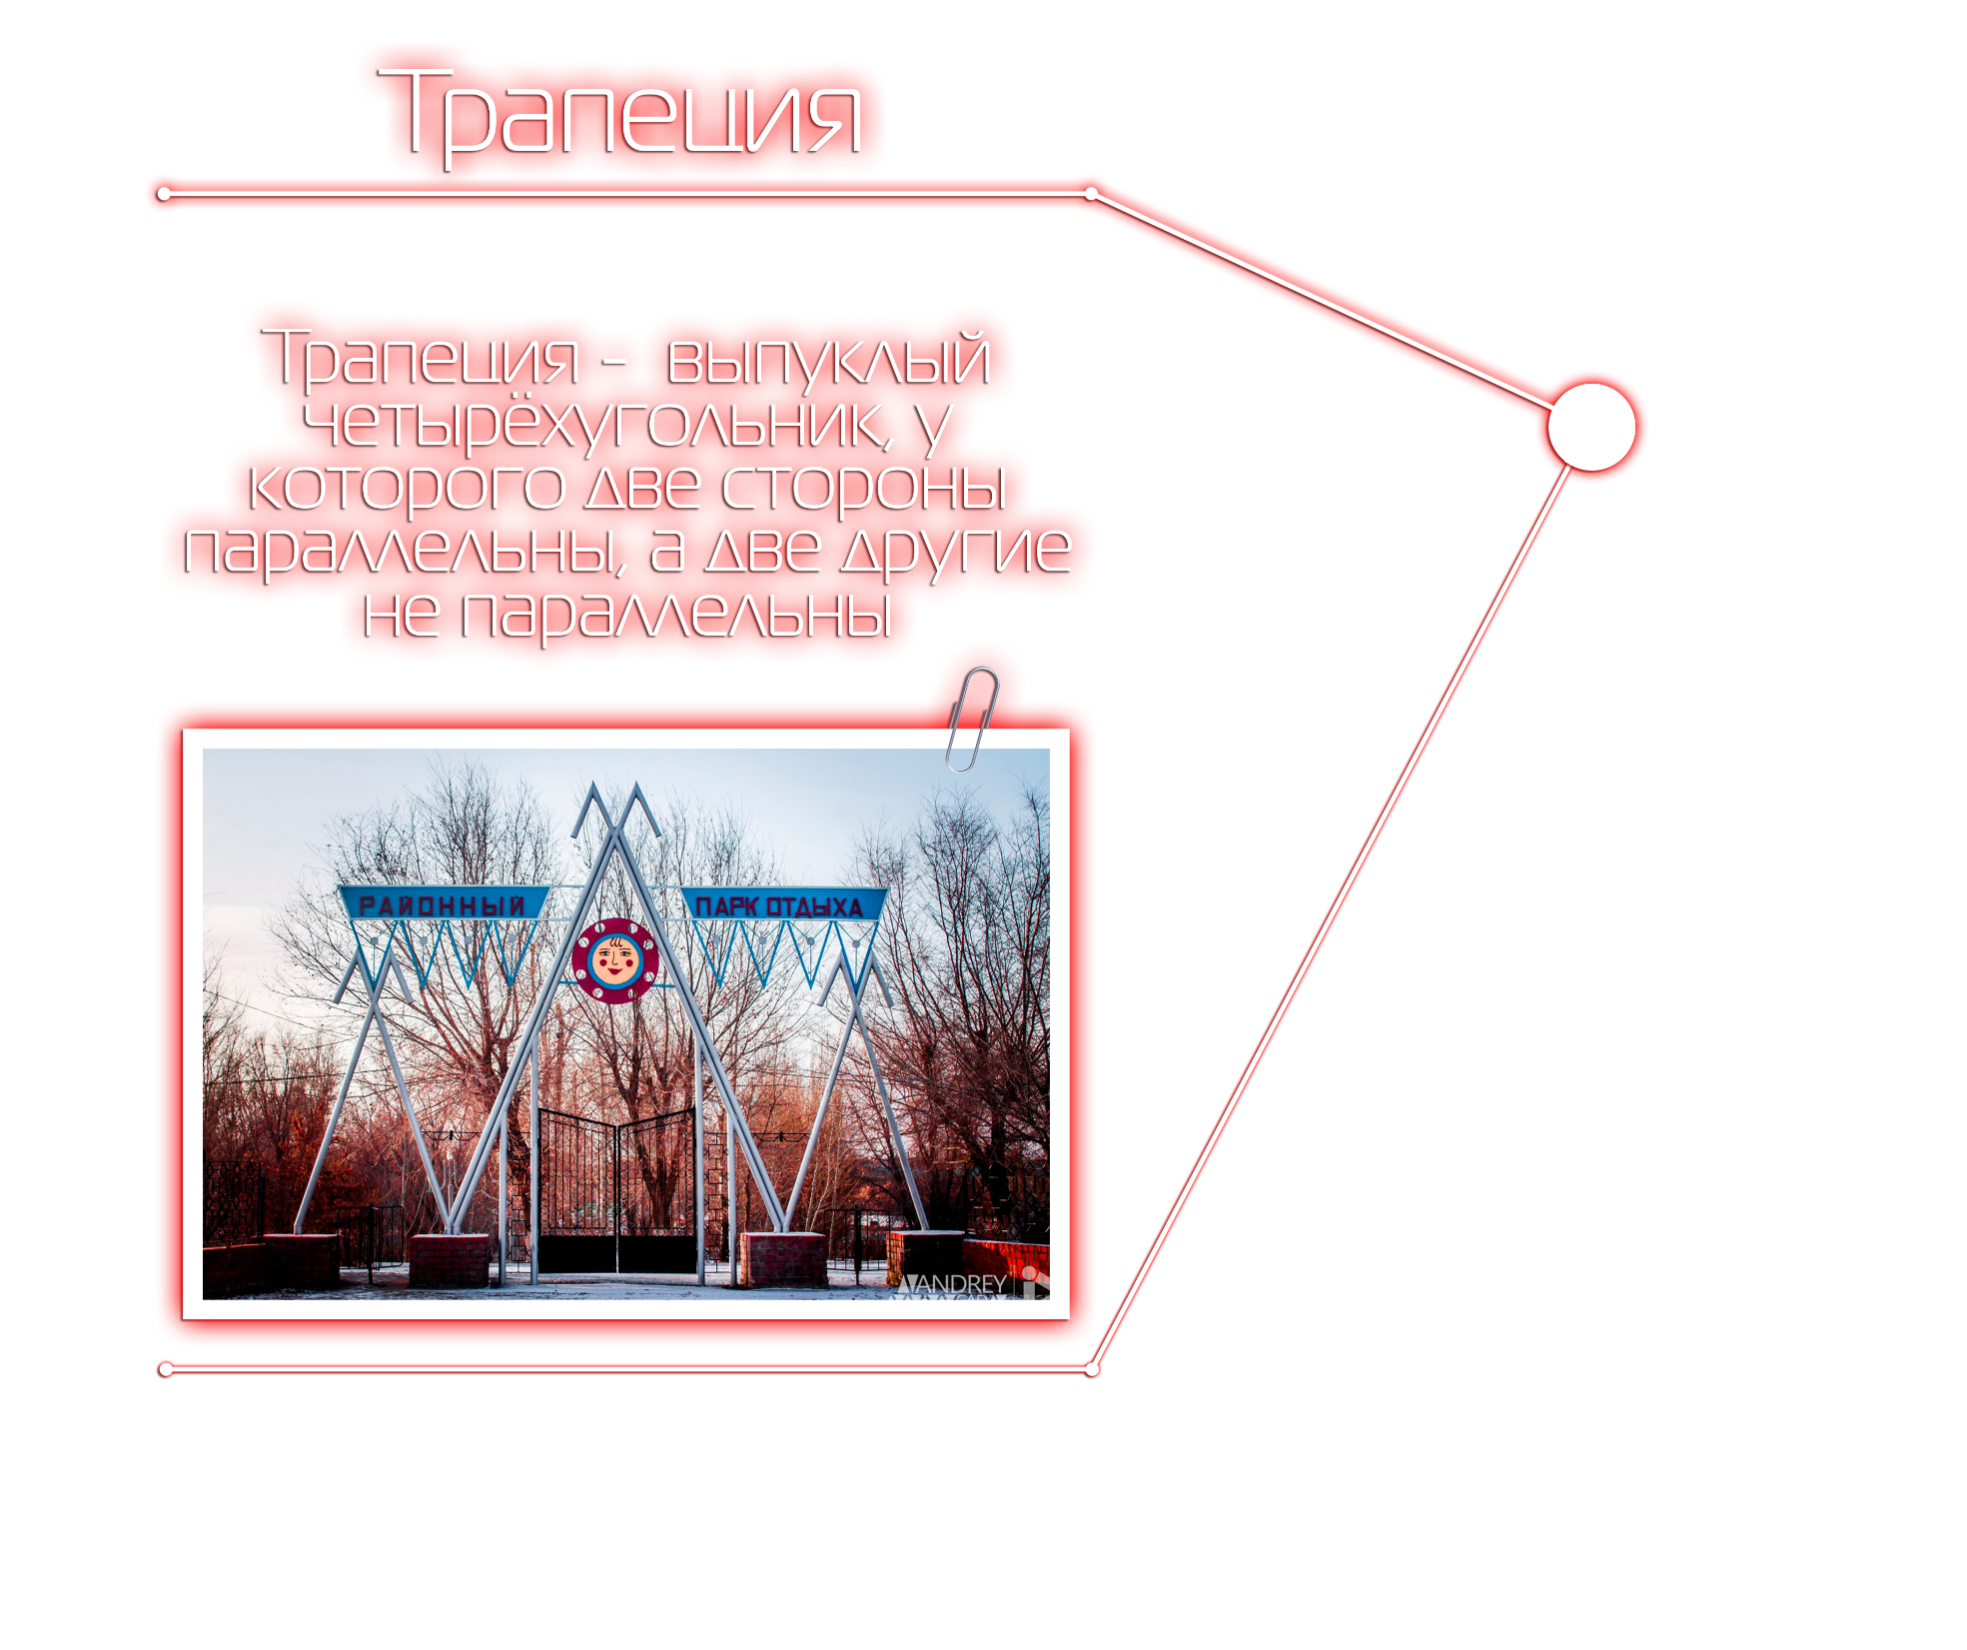 Трапеция
Трапеция - выпуклый
четырёхугольник, у
которого две стороны
параллельны, а две другие
не параллельны
РАЙОННЫЙ
ПАРК ОТДЫХА
ANDREY